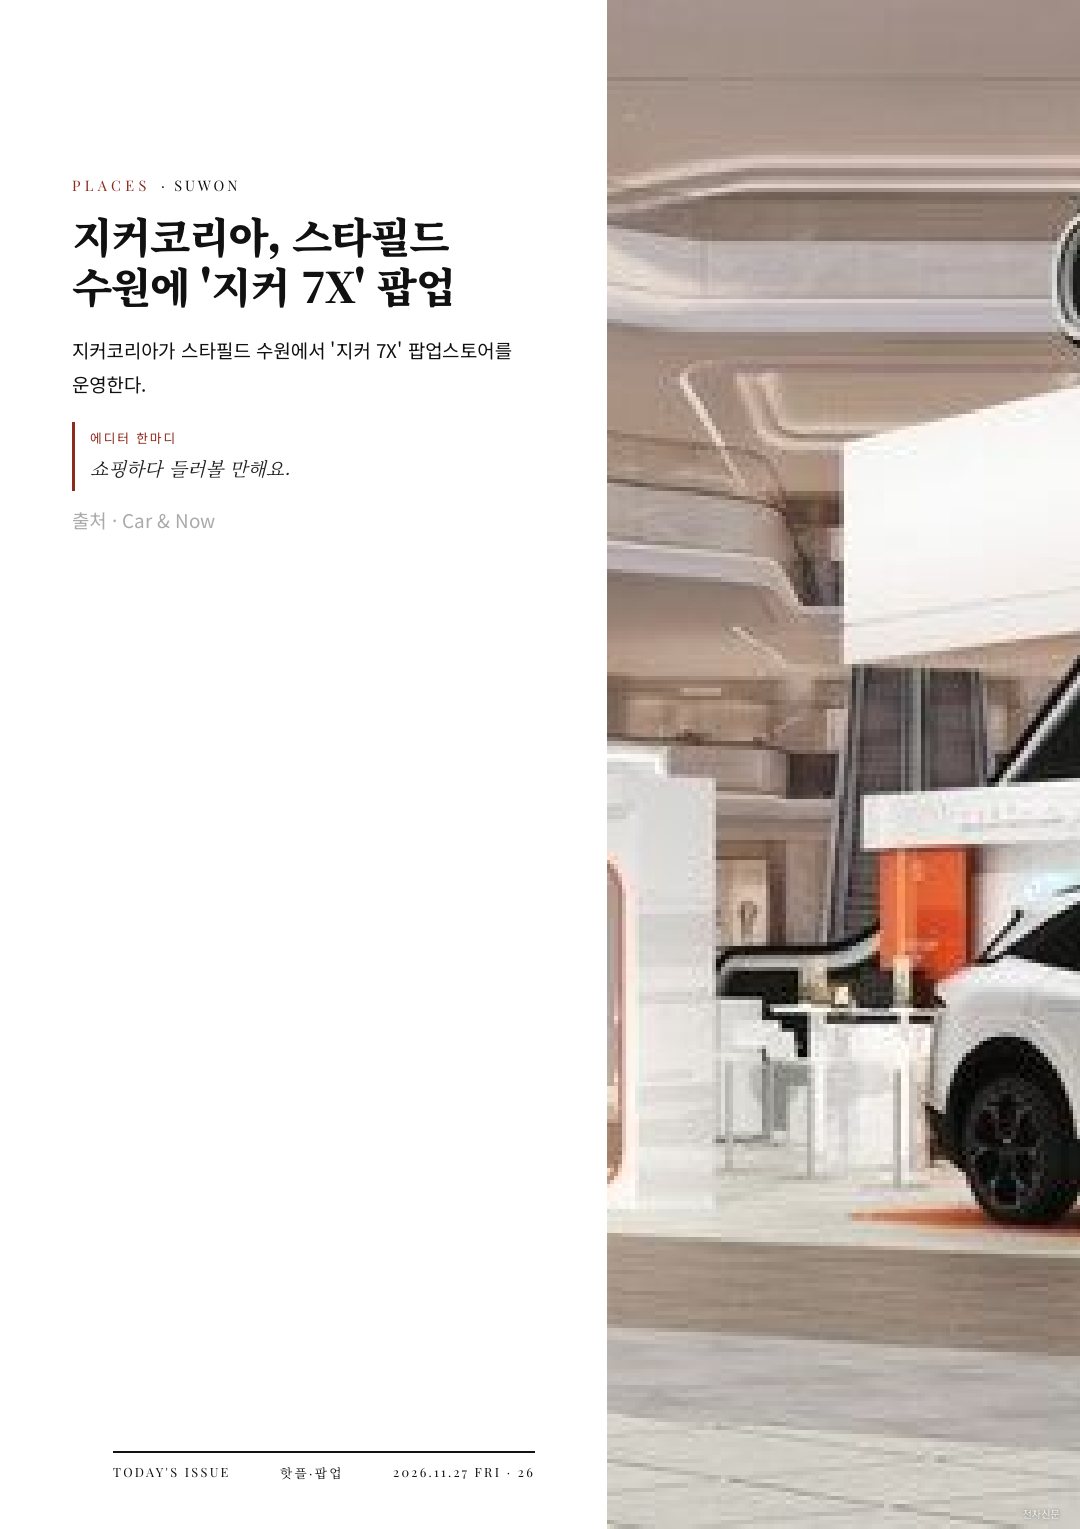 PLACES · SUWON
지커코리아, 스타필드
수원에 '지커 7X' 팝업
지커코리아가 스타필드 수원에서 '지커 7X' 팝업스토어를
운영한다.
에디터 한마디
쇼핑하다 들러볼 만해요.
출처 · Car & Now
TODAY'S ISSUE 핫플·팝업 2026.11.27 FRI · 26
전자신문